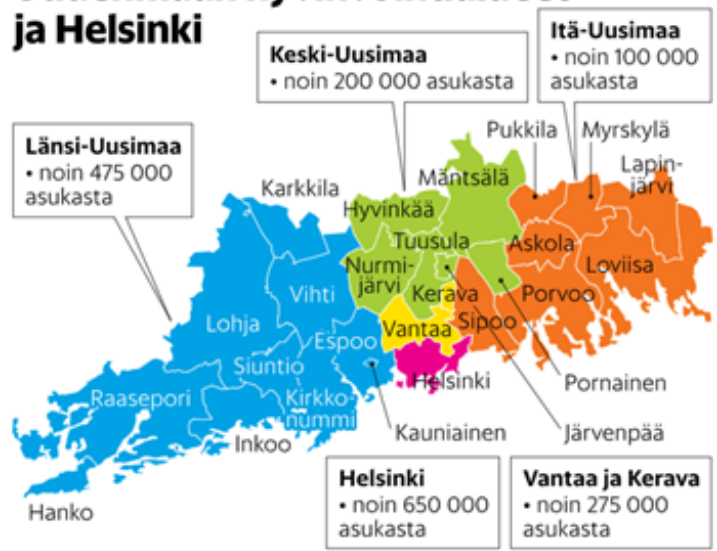 ja Helsinki
Itä-Uusimaa
• noin 100 000
asukasta
Keski-Uusimaa
• noin 200 000 asukasta
Länsi-Uusimaa
• noin 475 000
asukasta
Pukkila
Myrskylä
Lapin-
järvi
Mäntsälä
Karkkila
Hyvinkää
Tuusula
Askola
Nurmi-
järvi
Loviisa
Vihti
Kerava
Porvoo
Lohja
Vantaa
Sipoo
Espoo
Siuntio
Helsinki
Pornainen
Raasepori
Kirkko-
nummi
Inkoo
Kauniainen
Järvenpää
Hanko
Helsinki
• noin 650 000
asukasta
Vantaa ja Kerava
• noin 275 000
asukasta